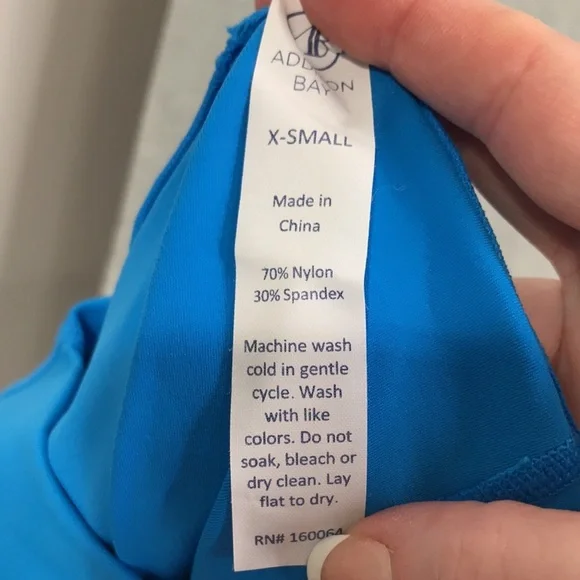 X-SMALL
Made in
China
70% Nylon
30% Spandex
Machine wash
cold in gentle
cycle. Wash
with like
colors. Do not
soak, bleach or
dry clean. Lay
flat to dry.
RN# 160064